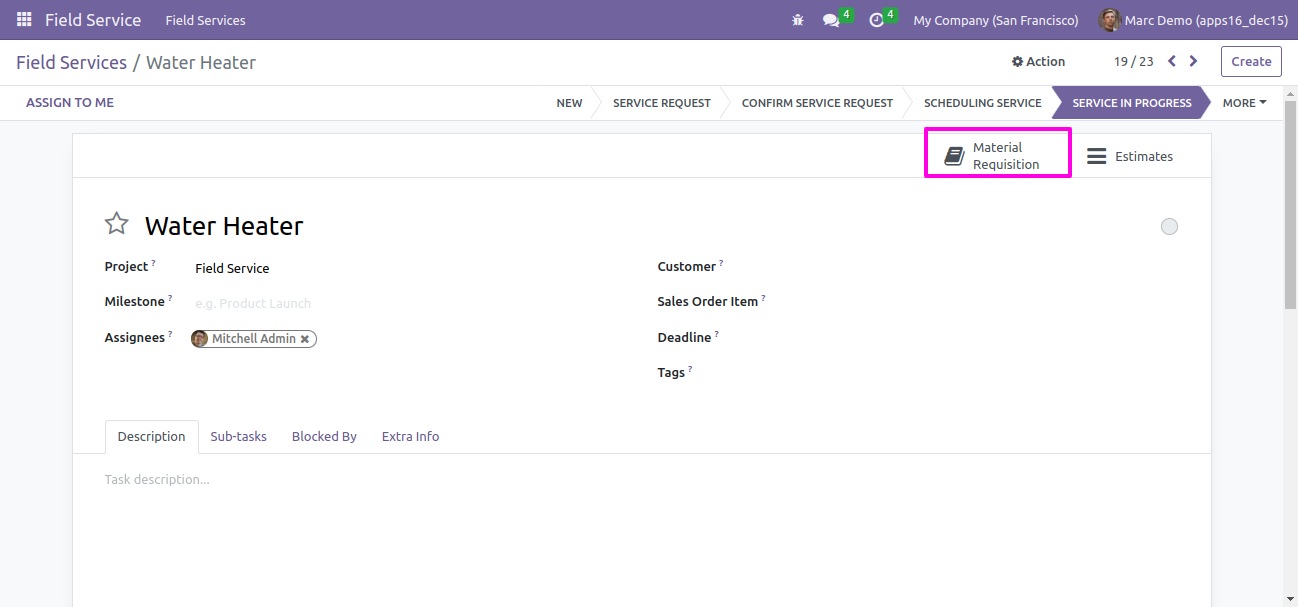 Field Service Field Services 4 4 My Company (San Francisco) Marc Demo (apps16_dec15)
Field Services / Water Heater Action 19 / 23 Create
ASSIGN TO ME NEW SERVICE REQUEST CONFIRM SERVICE REQUEST SCHEDULING SERVICE SERVICE IN PROGRESS MORE
Material
Requisition
Estimates
Water Heater
Project ? Field Service Customer ?
Milestone ? e.g. Product Launch Sales Order Item ?
Assignees ? Mitchell Admin Deadline ?
Tags ?
Description Sub-tasks Blocked By Extra Info
Task description...